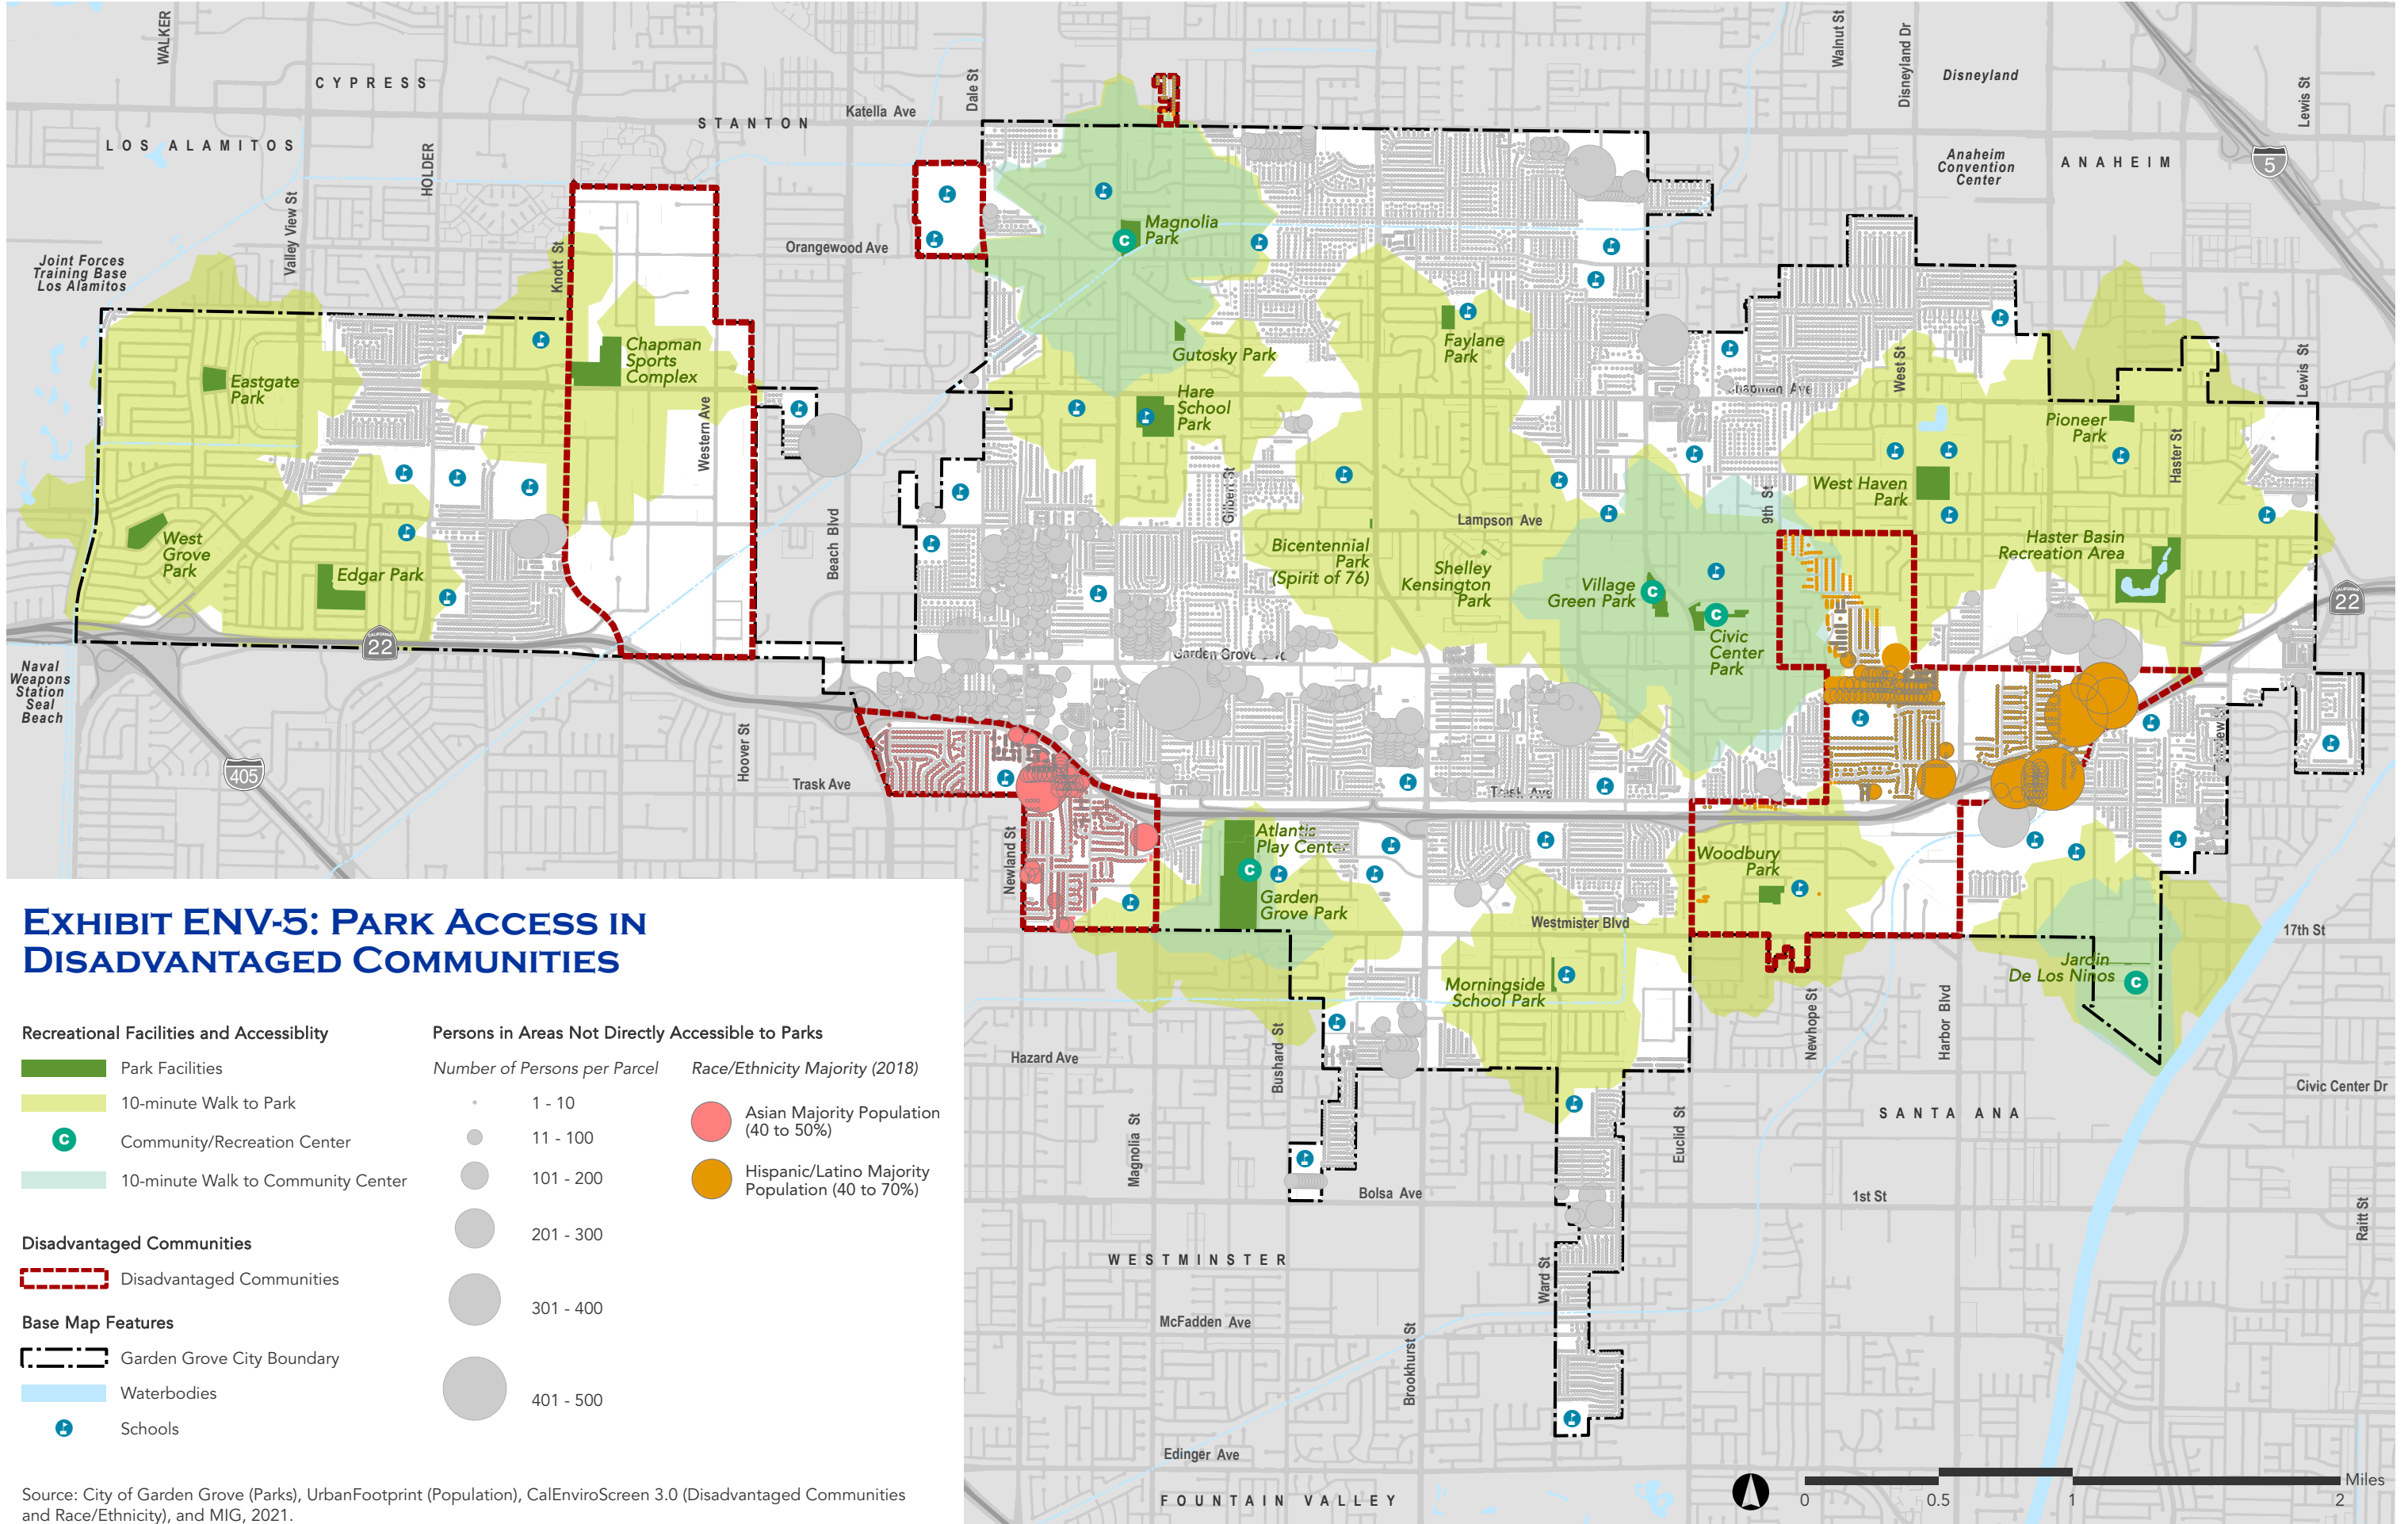 WALKER
CYPRESS
LOS ALAMITOS
HOLDER
Valley View St
Knott St
STANTON
Katella Ave
Dale St
Orangewood Ave
Walnut St
Disneyland Dr
Disneyland
Lewis St
Anaheim
Convention
Center
ANAHEIM
5
Joint Forces
Training Base
Los Alamitos
Magnolia
Park
C
Gutosky Park
Faylane
Park
Chapman
Sports
Complex
Eastgate
Park
Hare
School
Park
Chapman Ave
West St
Lewis St
Pioneer
Park
Haster St
Western Ave
Gilbert St
West Haven
Park
9th St
Lampson Ave
West
Grove
Park
Edgar Park
Beach Blvd
Bicentennial
Park
(Spirit of 76)
Shelley
Kensington
Park
Village
Green Park
C
C
Civic
Center
Park
Haster Basin
Recreation Area
CALIFORNIA
22
CALIFORNIA
22
Garden Grove Blvd
Naval
Weapons
Station
Seal
Beach
405
Hoover St
Trask Ave
Trask Ave
Newland St
Atlantic
Play Center
C
Garden
Grove Park
Woodbury
Park
Westmister Blvd
17th St
Morningside
School Park
Jardin
De Los Ninos
C
Hazard Ave
Bushard St
Newhope St
Harbor Blvd
Civic Center Dr
Magnolia St
Euclid St
SANTA ANA
Bolsa Ave
1st St
Raitt St
WESTMINSTER
Ward St
McFadden Ave
Brookhurst St
Edinger Ave
FOUNTAIN VALLEY
0
0.5
1
2
Miles
EXHIBIT ENV-5: PARK ACCESS IN
DISADVANTAGED COMMUNITIES
Recreational Facilities and Accessiblity
Park Facilities
10-minute Walk to Park
C
Community/Recreation Center
10-minute Walk to Community Center
Disadvantaged Communities
Disadvantaged Communities
Base Map Features
Garden Grove City Boundary
Waterbodies
Schools
Persons in Areas Not Directly Accessible to Parks
Number of Persons per Parcel
1 - 10
11 - 100
101 - 200
201 - 300
301 - 400
401 - 500
Race/Ethnicity Majority (2018)
Asian Majority Population
(40 to 50%)
Hispanic/Latino Majority
Population (40 to 70%)
Source: City of Garden Grove (Parks), UrbanFootprint (Population), CalEnviroScreen 3.0 (Disadvantaged Communities
and Race/Ethnicity), and MIG, 2021.